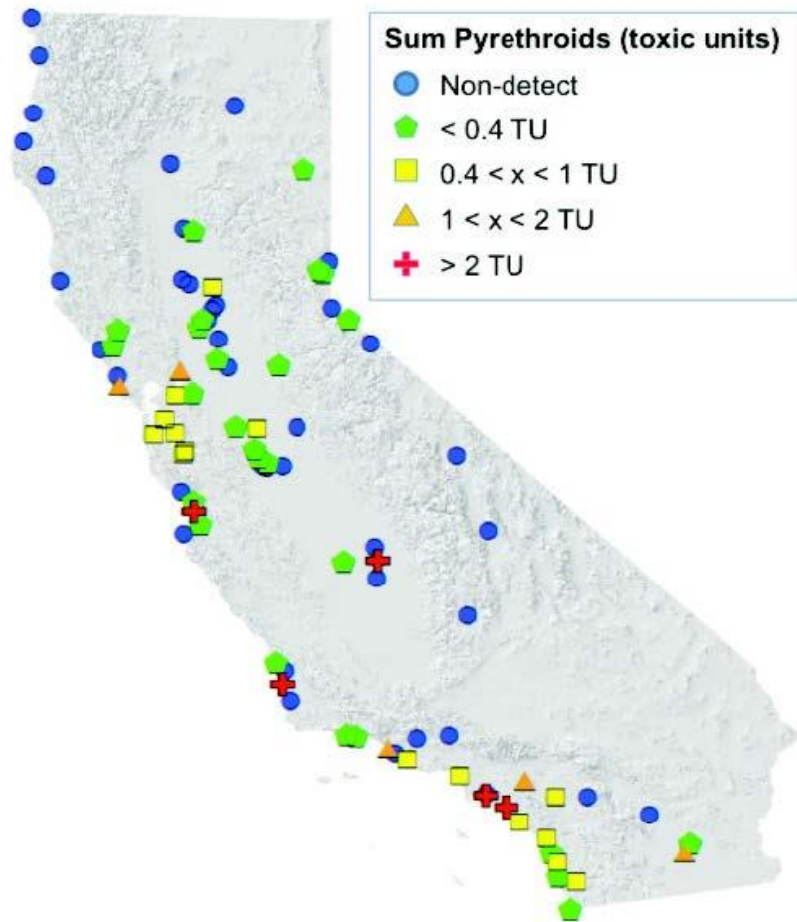 Sum Pyrethroids (toxic units)
Non-detect
< 0.4 TU
0.4 < x < 1 TU
1 < x < 2 TU
> 2 TU